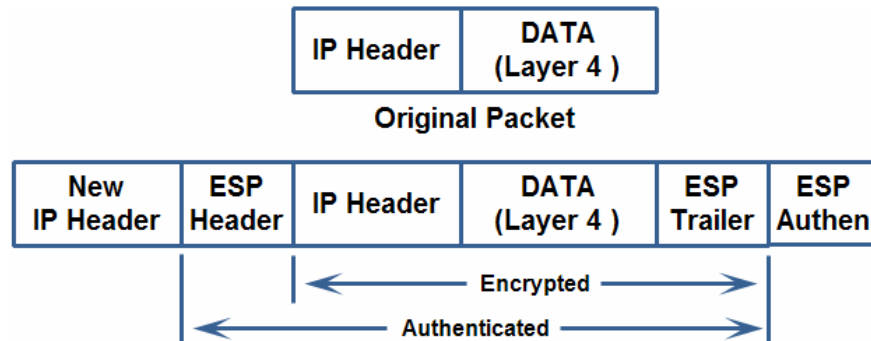 IP Header
DATA
(Layer 4 )
Original Packet
New
IP Header
ESP
Header
IP Header
DATA
(Layer 4 )
ESP
Trailer
ESP
Authen
Encrypted
Authenticated